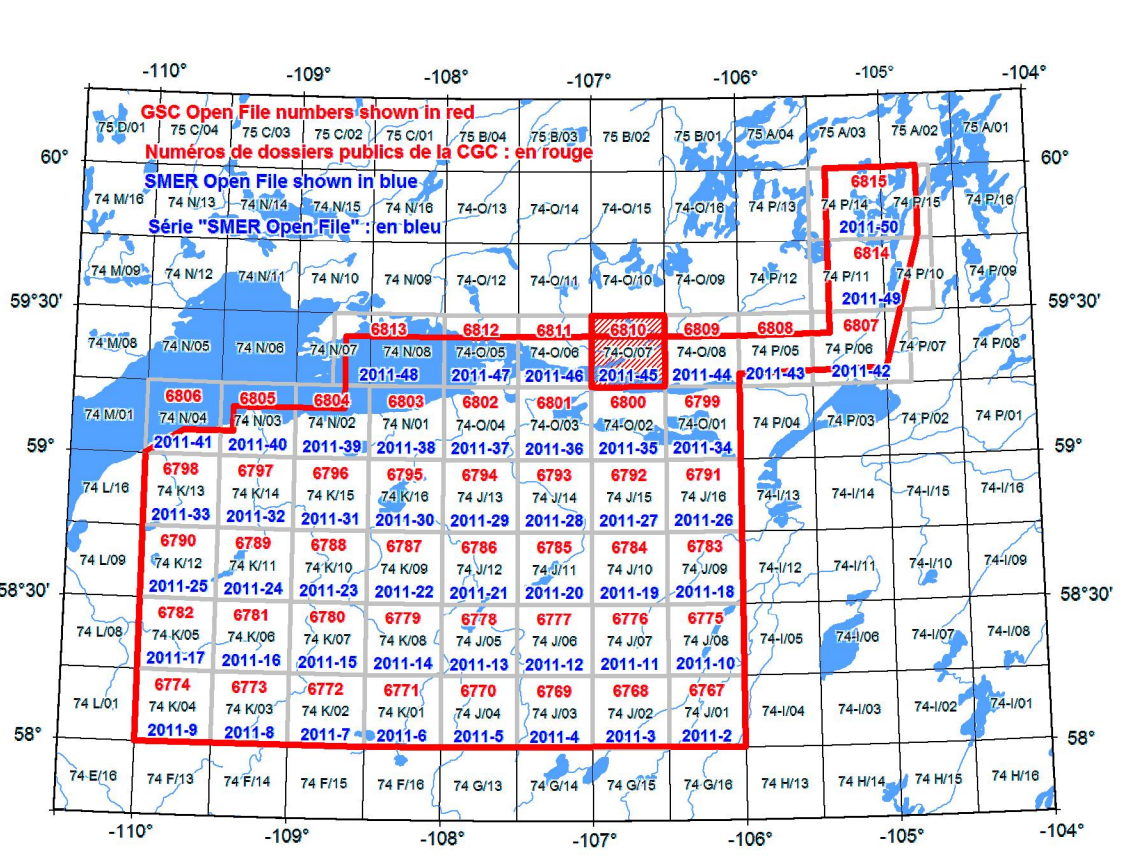 -110° -109° -108° -107° -106° -105° -104°
GSC Open File numbers shown in red
75 D/01 75 C/04 75 C/03 75 C/02 75 C/01 75 B/04 75 B/03 75 B/02 75 B/01 75 A/04 75 A/03 75 A/02 75 A/01
Numéros de dossiers publics de la CGC : en rouge
60° 60°
SMER Open File shown in blue
6815
74 M/16 74 N/13 74 N/14 74 N/15 74 N/16 74-O/13 74-O/14 74-O/15 74-O/16 74 P/13 74 P/14 74 P/15 74 P/16
Série "SMER Open File" : en bleu
2011-50
6814
74 M/09 74 N/12 74 N/11 74 N/10 74 N/09 74-O/12 74-O/11 74-O/10 74-O/09 74 P/12 74 P/11 74 P/10 74 P/09
2011-49
59°30' 59°30'
6813 6812 6811 6810 6809 6808 6807
74 M/08 74 N/05 74 N/06 74 N/07 74 N/08 74-O/05 74-O/06 74-O/07 74-O/08 74 P/05 74 P/06 74 P/07 74 P/08
2011-48 2011-47 2011-46 2011-45 2011-44 2011-43 2011-42
6806 6805 6804 6803 6802 6801 6800 6799
74 M/01 74 N/04 74 N/03 74 N/02 74 N/01 74-O/04 74-O/03 74-O/02 74-O/01 74 P/04 74 P/03 74 P/02 74 P/01
59° 2011-41 2011-40 2011-39 2011-38 2011-37 2011-36 2011-35 2011-34 59°
6798 6797 6796 6795 6794 6793 6792 6791
74 L/16 74 K/13 74 K/14 74 K/15 74 K/16 74 J/13 74 J/14 74 J/15 74 J/16 74-I/13 74-I/14 74-I/15 74-I/16
2011-33 2011-32 2011-31 2011-30 2011-29 2011-28 2011-27 2011-26
6790 6789 6788 6787 6786 6785 6784 6783
74 L/09 74 K/12 74 K/11 74 K/10 74 K/09 74 J/12 74 J/11 74 J/10 74 J/09 74-I/12 74-I/11 74-I/10 74-I/09
58°30' 2011-25 2011-24 2011-23 2011-22 2011-21 2011-20 2011-19 2011-18 58°30'
6782 6781 6780 6779 6778 6777 6776 6775
74 L/08 74 K/05 74 K/06 74 K/07 74 K/08 74 J/05 74 J/06 74 J/07 74 J/08 74-I/05 74-I/06 74-I/07 74-I/08
2011-17 2011-16 2011-15 2011-14 2011-13 2011-12 2011-11 2011-10
6774 6773 6772 6771 6770 6769 6768 6767
74 L/01 74 K/04 74 K/03 74 K/02 74 K/01 74 J/04 74 J/03 74 J/02 74 J/01 74-I/04 74-I/03 74-I/02 74-I/01
58° 2011-9 2011-8 2011-7 2011-6 2011-5 2011-4 2011-3 2011-2 58°
74 E/16 74 F/13 74 F/14 74 F/15 74 F/16 74 G/13 74 G/14 74 G/15 74 G/16 74 H/13 74 H/14 74 H/15 74 H/16
-110° -109° -108° -107° -106° -105° -104°